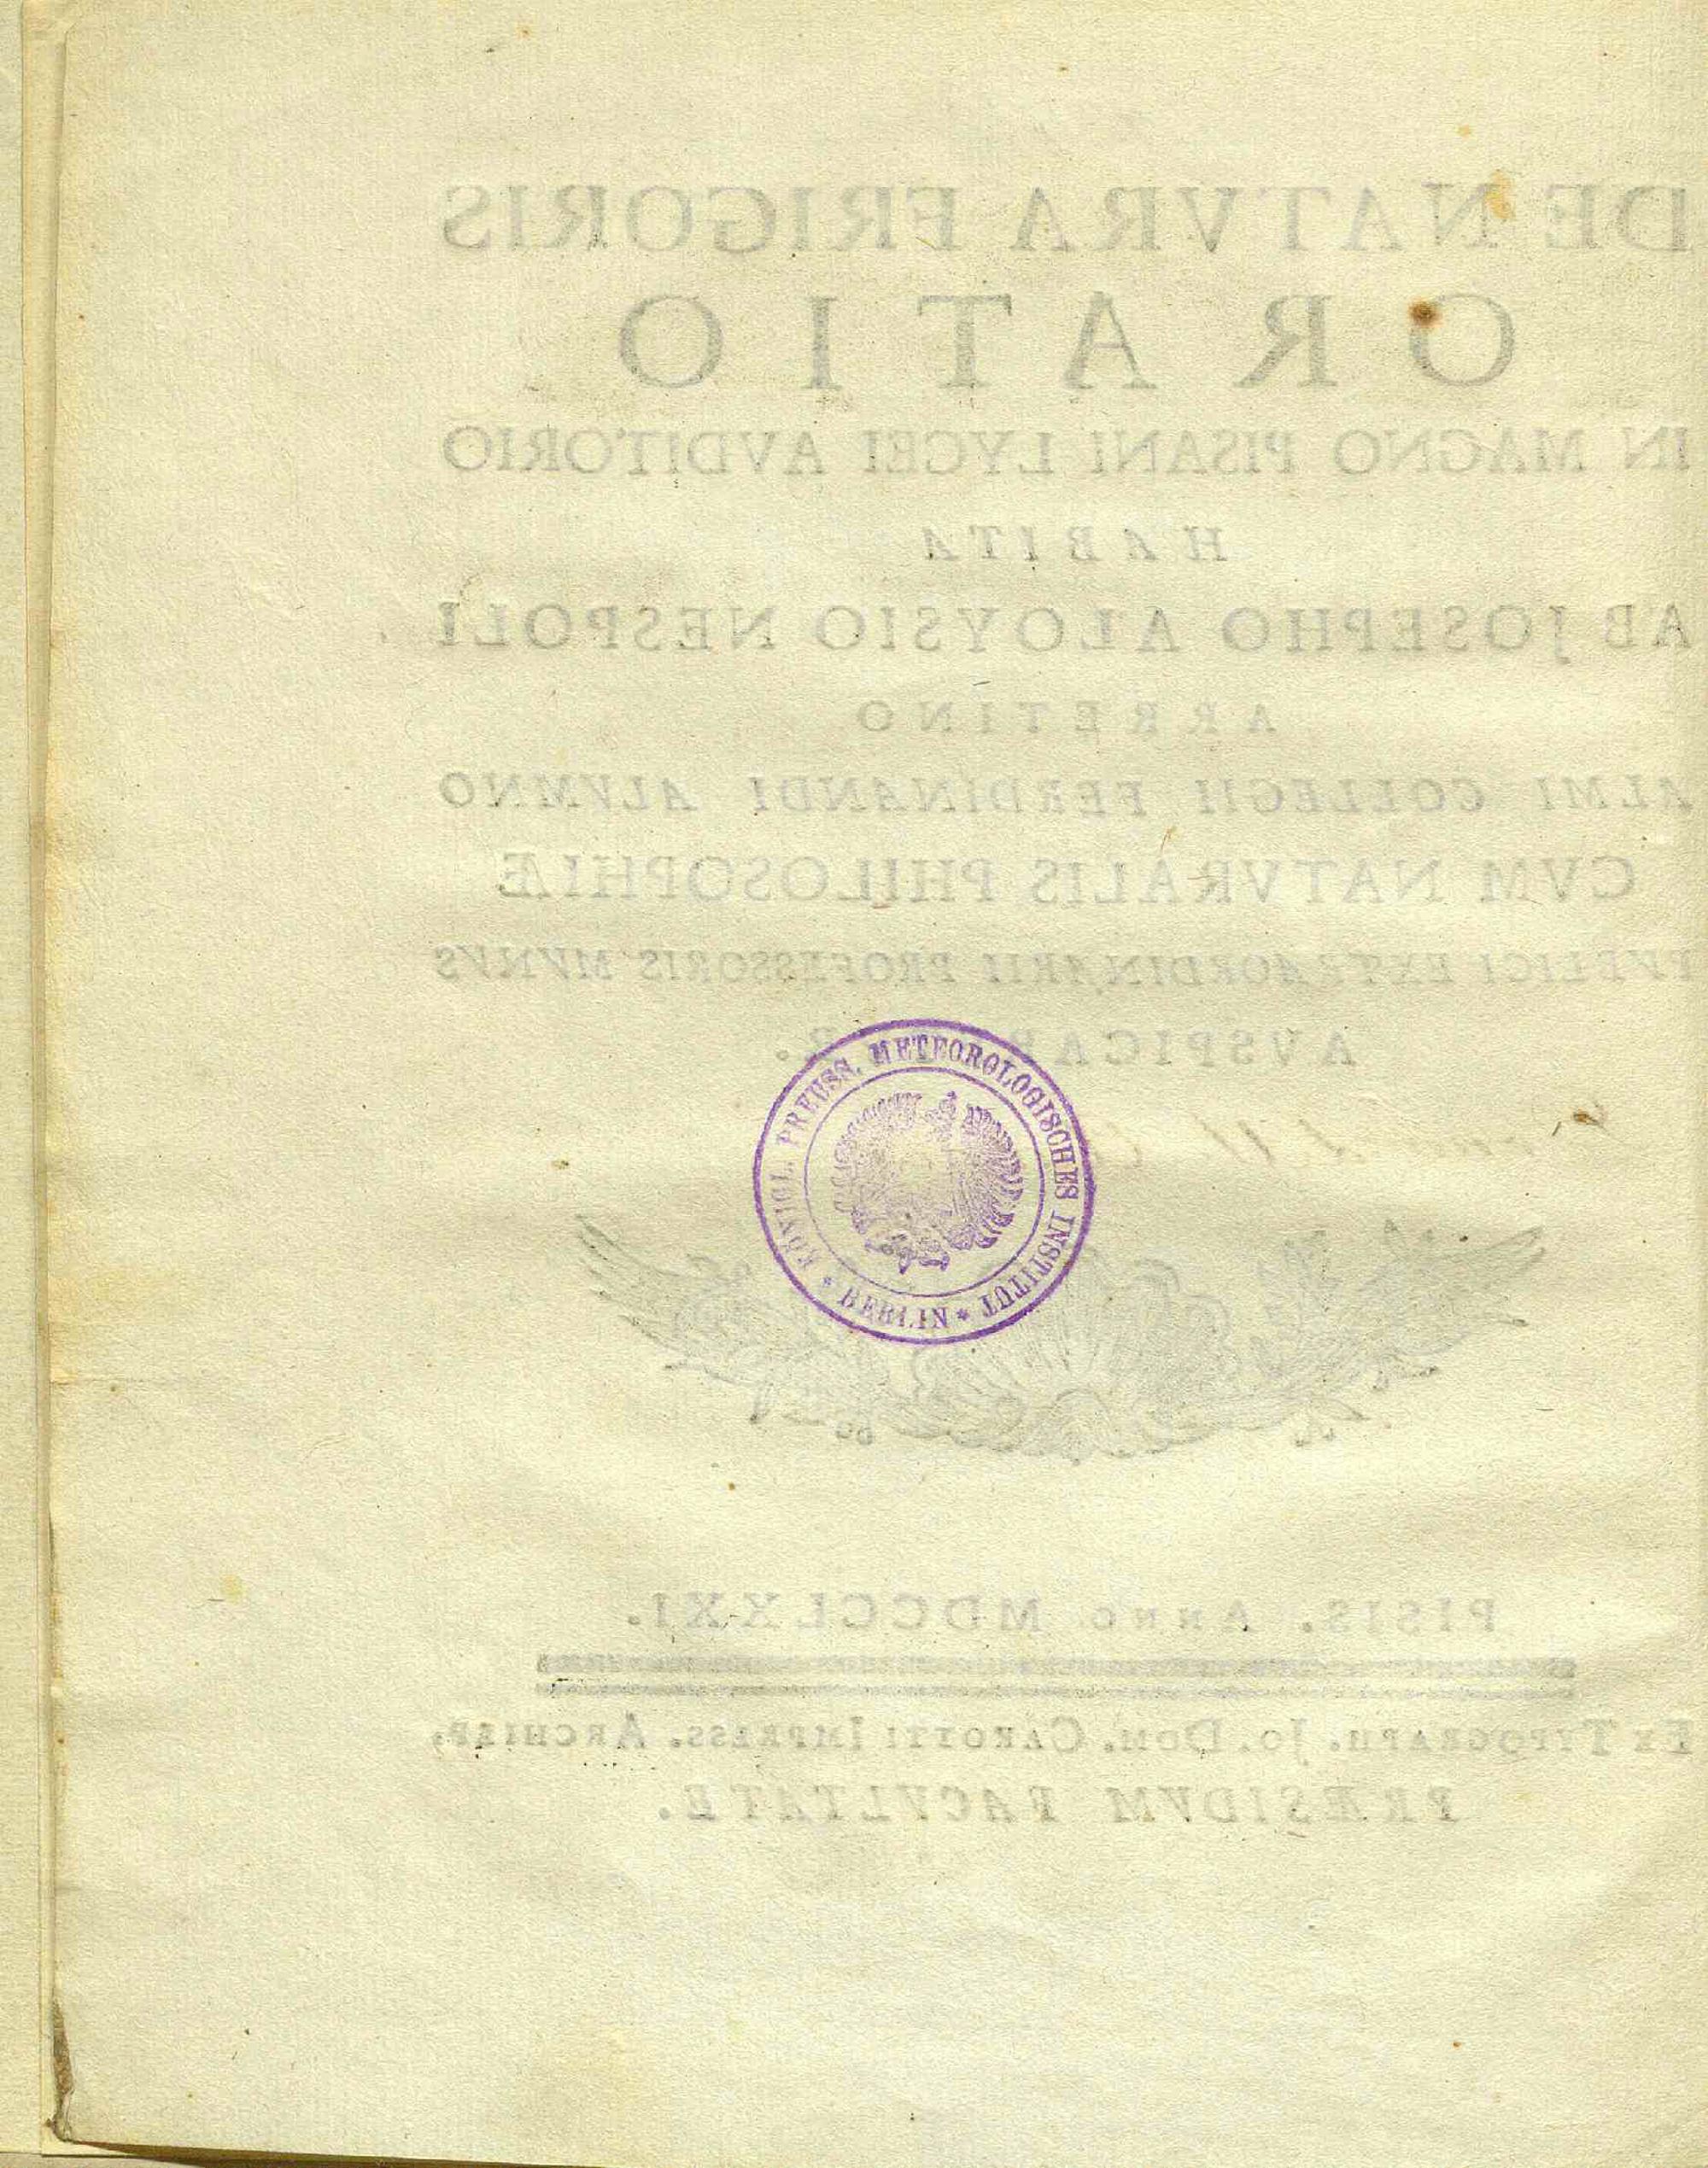 DE NATVRA FRIGORIS
ORATIO
IN MAGNO PISANI LYCEI AVDITORIO
HABITA
AB JOSEPHO ALOYSIO NESPOLI
ARRETINO
ALMI COLLEGII FERDINANDI ALVMNO
CVM NATVRALIS PHILOSOPHIÆ
PVBLICI EXTRAORDINARII PROFESSORIS MVNVS
KÖNIGL. PREUSS. METEOROLOGISCHES INSTITUT
* BERLIN *
PISIS. ANNO MDCCLXXI.
EX TYPOGRAPH. JO. DOM. CAROTTI IMPRESS. ARCHIEP,
PRÆSIDVM FACVLTATE.